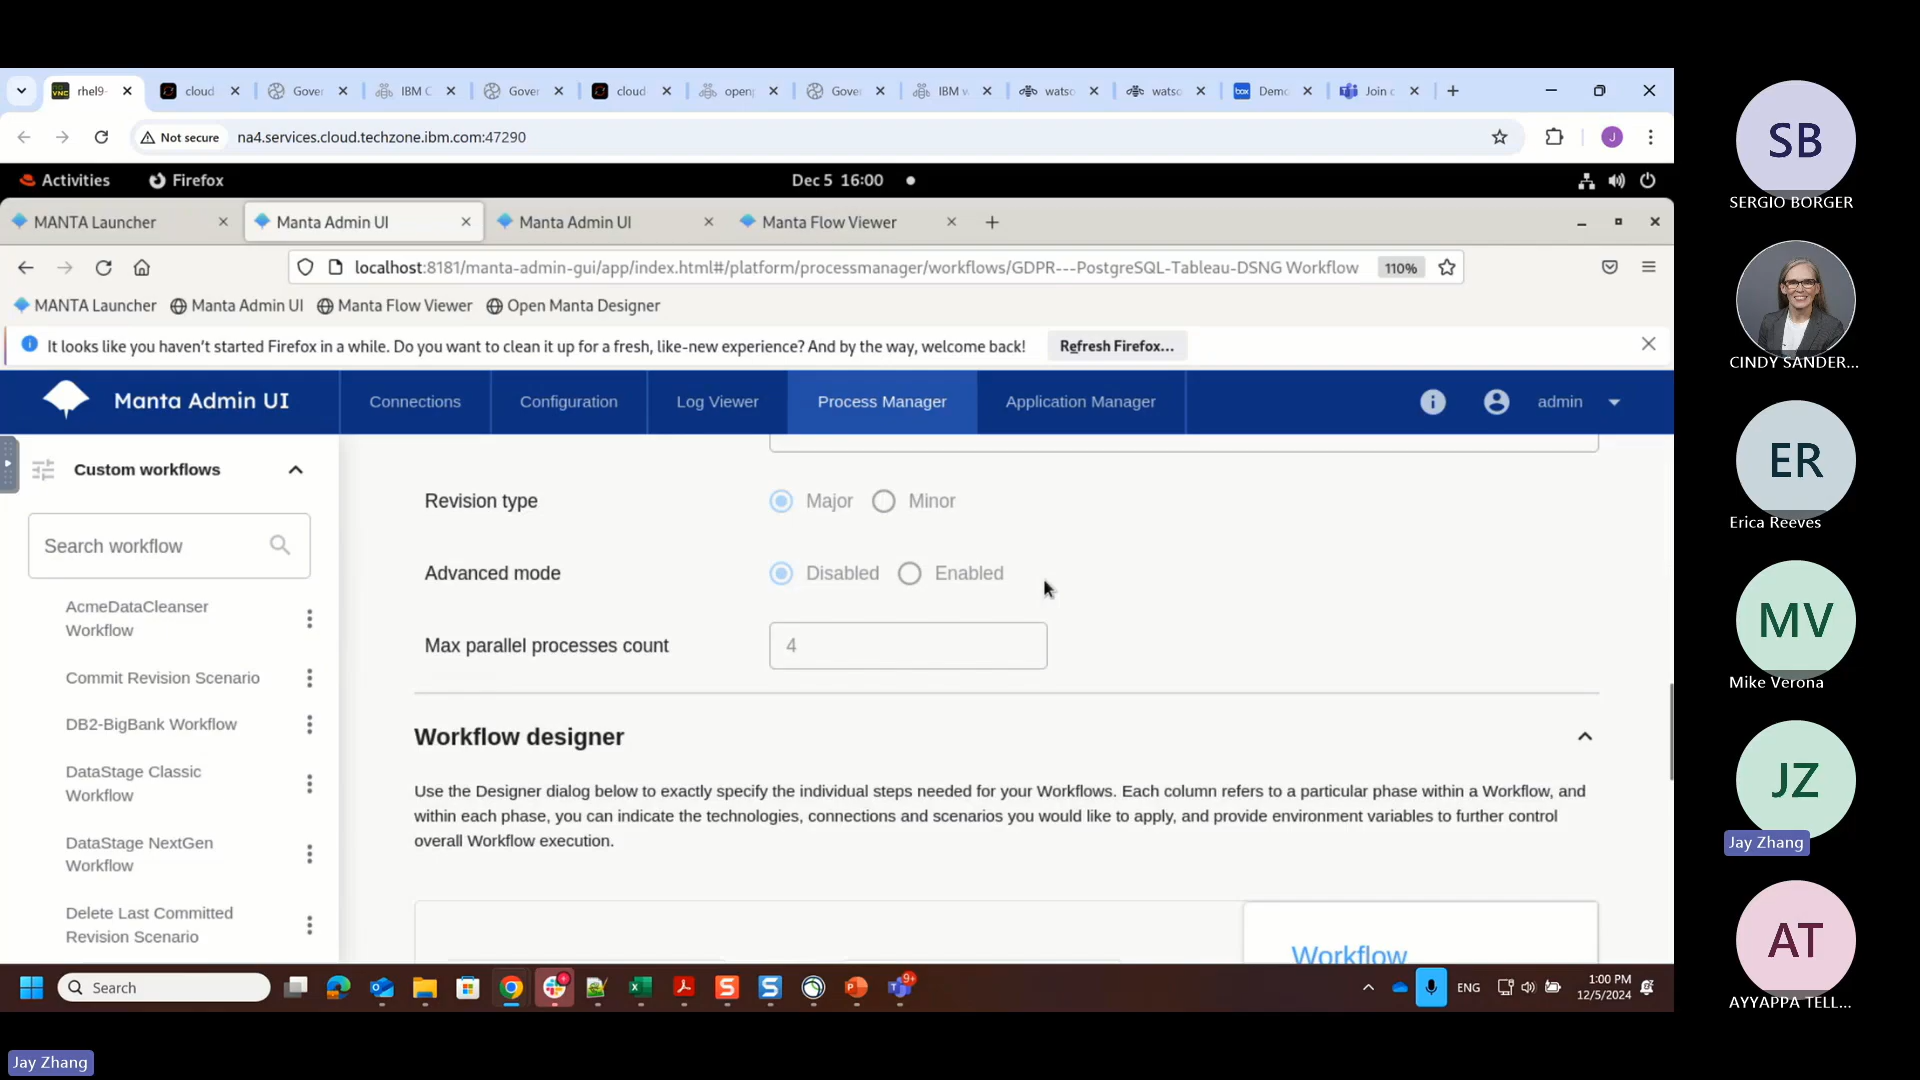 rhel9-
cloud
Gover
IBM C
Gover
cloud
open
Gove
IBM w
watso
watso
Demo
Join c
Not secure
na4.services.cloud.techzone.ibm.com:47290
J
Activities
Firefox
Dec 5 16:00
MANTA Launcher
Manta Admin UI
Manta Admin UI
Manta Flow Viewer
localhost:8181/manta-admin-gui/app/index.html#/platform/processmanager/workflows/GDPR---PostgreSQL-Tableau-DSNG Workflow
110%
MANTA Launcher
Manta Admin UI
Manta Flow Viewer
Open Manta Designer
It looks like you haven't started Firefox in a while. Do you want to clean it up for a fresh, like-new experience? And by the way, welcome back!
Refresh Firefox...
Manta Admin UI
Connections
Configuration
Log Viewer
Process Manager
Application Manager
admin
Custom workflows
Search workflow
AcmeDataCleanser
Workflow
Commit Revision Scenario
DB2-BigBank Workflow
DataStage Classic
Workflow
DataStage NextGen
Workflow
Delete Last Committed
Revision Scenario
Revision type
Major
Minor
Advanced mode
Disabled
Enabled
Max parallel processes count
4
Workflow designer
Use the Designer dialog below to exactly specify the individual steps needed for your Workflows. Each column refers to a particular phase within a Workflow, and
within each phase, you can indicate the technologies, connections and scenarios you would like to apply, and provide environment variables to further control
overall Workflow execution.
Workflow
Search
9+
ENG
1:00 PM
12/5/2024
SB
SERGIO BORGER
CINDY SANDER...
ER
Erica Reeves
MV
Mike Verona
JZ
Jay Zhang
AT
AYYAPPA TELL...
Jay Zhang